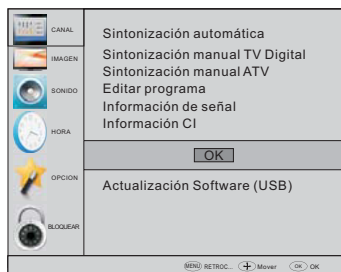 CANAL
IMAGEN
SONIDO
HORA
OPCION
BLOQUEAR
Sintonización automática
Sintonización manual TV Digital
Sintonización manual ATV
Editar programa
Información de señal
Información CI
OK
Actualización Software (USB)
MENU RETROC... Mover OK OK